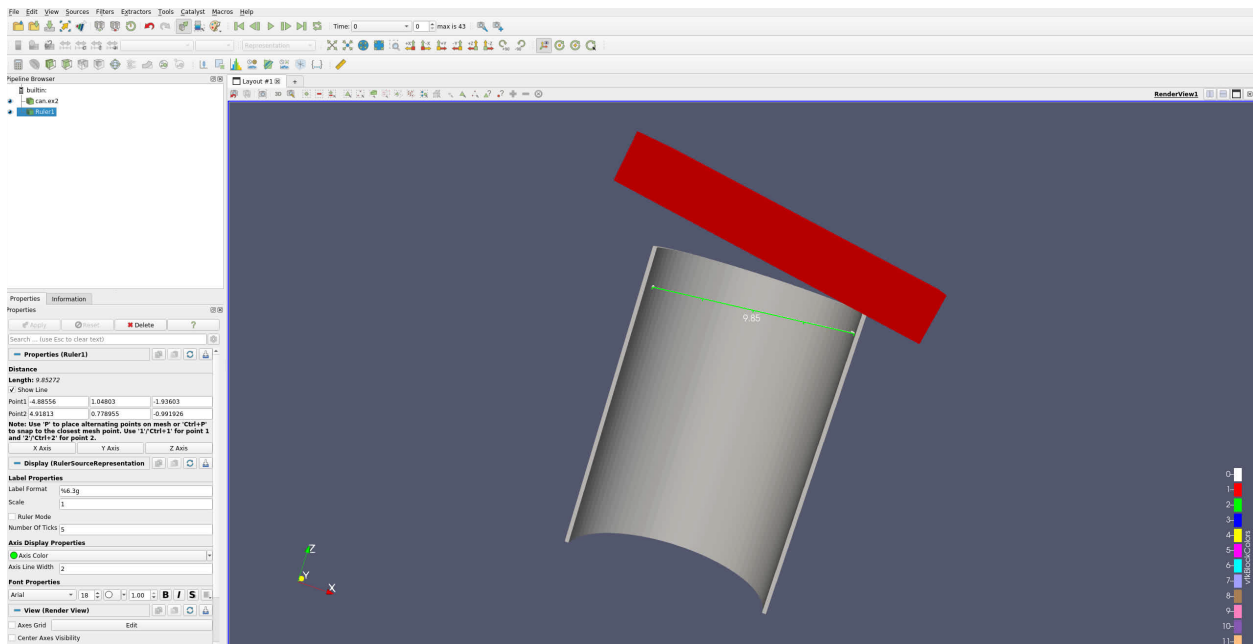 File Edit View Sources Filters Extractors Tools Catalyst Macros Help
Time: 0 0 max is 43
Representation
Pipeline Browser
Layout #1 +
builtin:
RenderView1
can.ex2
Ruler1
9.85
Properties Information
Properties
Apply Reset Delete ?
Search ... (use Esc to clear text)
Properties (Ruler1)
Distance
Length: 9.85272
Show Line
Point1 -4.88556 1.04803 -1.93603
Point2 4.91813 0.778955 -0.991926
Note: Use 'P' to place alternating points on mesh or 'Ctrl+P'
to snap to the closest mesh point. Use '1'/'Ctrl+1' for point 1
and '2'/'Ctrl+2' for point 2.
X Axis Y Axis Z Axis
Display (RulerSourceRepresentation
Label Properties
Label Format %6.3g
Scale 1
Ruler Mode
Number Of Ticks 5
Axis Display Properties
Axis Color
Axis Line Width 2
Font Properties
Arial 18 1.00 B I S
View (Render View)
Axes Grid Edit
Center Axes Visibility
Z
Y
X
0
1
2
3
4
5
6
7
8
9
10
11
vtkBlockColors